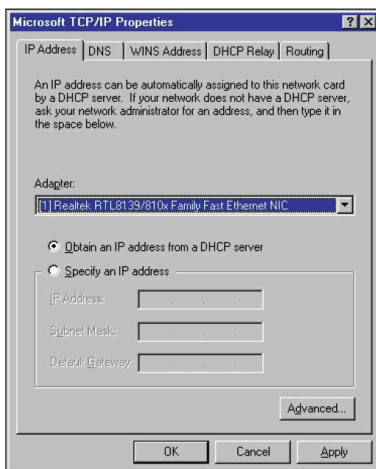 Microsoft TCP/IP Properties
IP Address DNS WINS Address DHCP Relay Routing
An IP address can be automatically assigned to this network card
by a DHCP server. If your network does not have a DHCP server,
ask your network administrator for an address, and then type it in
the space below.
Adapter:
[1] Realtek RTL8139/810x Family Fast Ethernet NIC
Obtain an IP address from a DHCP server
Specify an IP address
IP Address:
Subnet Mask:
Default Gateway:
Advanced...
OK Cancel Apply